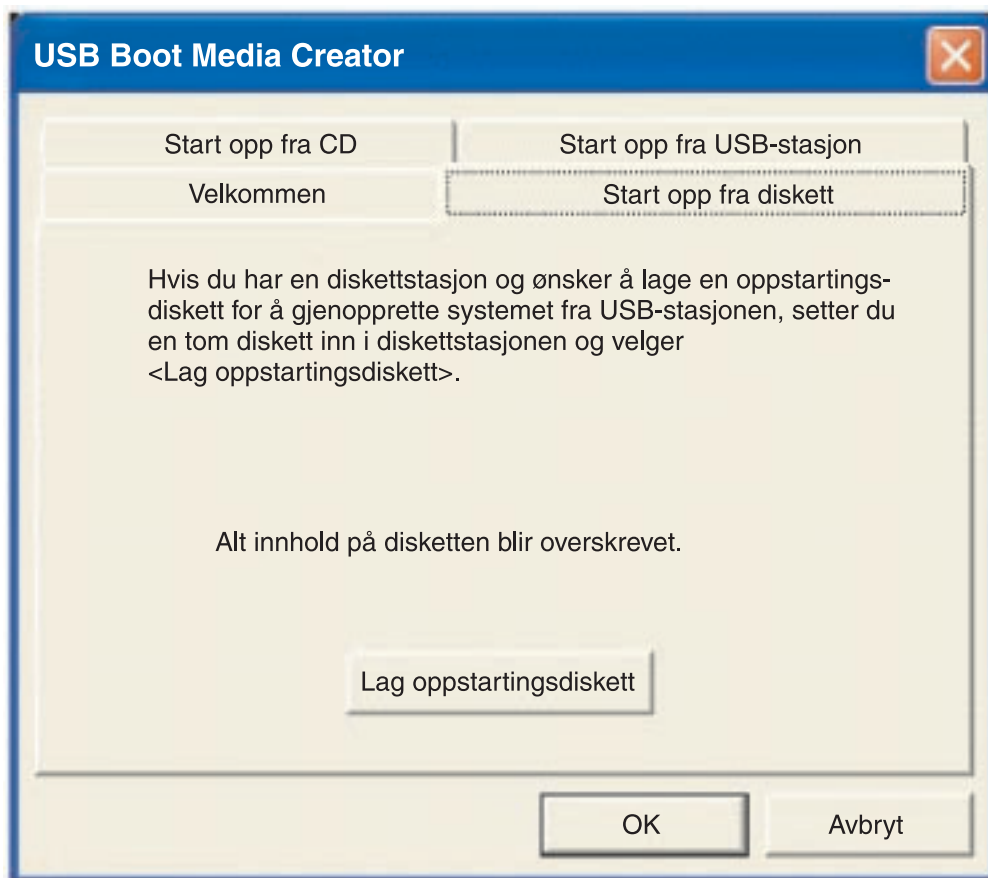 USB Boot Media Creator
Start opp fra CD
Start opp fra USB-stasjon
Velkommen
Start opp fra diskett
Hvis du har en diskettstasjon og ønsker å lage en oppstartings-
diskett for å gjenopprette systemet fra USB-stasjonen, setter du
en tom diskett inn i diskettstasjonen og velger
<Lag oppstartingsdiskett>.
Alt innhold på disketten blir overskrevet.
Lag oppstartingsdiskett
OK
Avbryt